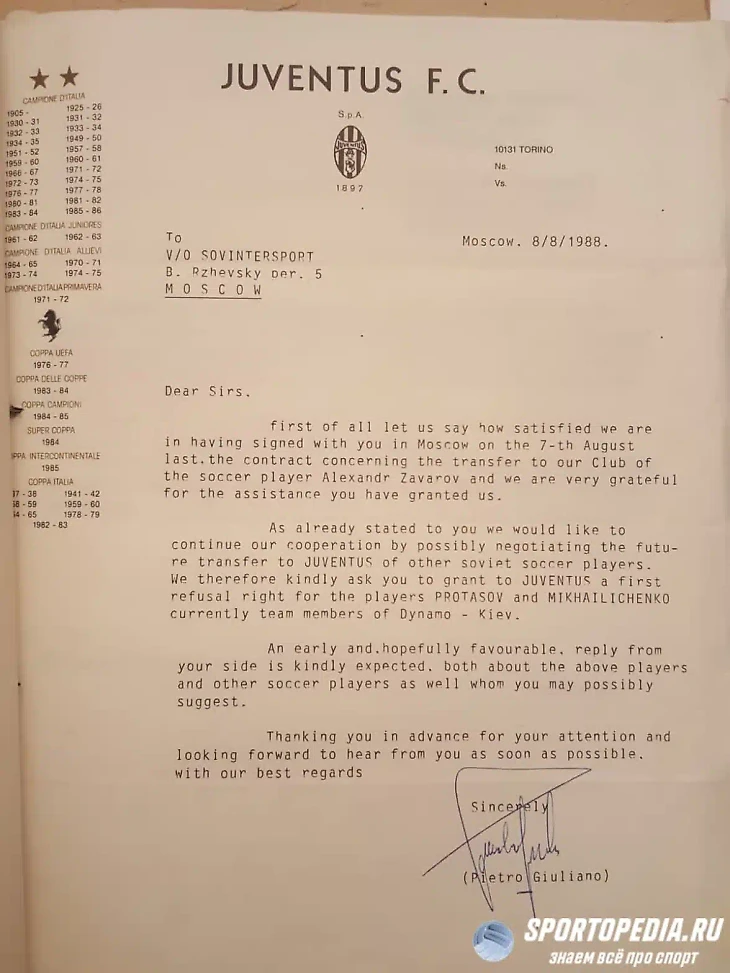 JUVENTUS F. C.
S.p.A.
JUVENTUS
1897
10131 TORINO
Ns.
Vs.
CAMPIONE D'ITALIA
1905 - 1925 - 26
1930 - 31 1931 - 32
1932 - 33 1933 - 34
1934 - 35 1949 - 50
1951 - 52 1957 - 58
1959 - 60 1960 - 61
1966 - 67 1971 - 72
1972 - 73 1974 - 75
1976 - 77 1977 - 78
1980 - 81 1981 - 82
1983 - 84 1985 - 86
CAMPIONE D'ITALIA JUNIORES
1961 - 62 1962 - 63
CAMPIONE D'ITALIA ALLIEVI
1964 - 65 1970 - 71
1973 - 74 1974 - 75
CAMPIONE D'ITALIA PRIMAVERA
1971 - 72
COPPA UEFA
1976 - 77
COPPA DELLE COPPE
1983 - 84
COPPA CAMPIONI
1984 - 85
SUPER COPPA
1984
PPA INTERCONTINENTALE
1985
COPPA ITALIA
37 - 38 1941 - 42
58 - 59 1959 - 60
64 - 65 1978 - 79
1982 - 83
To
V/O SOVINTERSPORT
B. Rzhevsky per. 5
M O S C O W
Moscow. 8/8/1988.
Dear Sirs.
first of all let us say how satisfied we are
in having signed with you in Moscow on the 7-th August
last.the contract concerning the transfer to our Club of
the soccer player Alexandr Zavarov and we are very grateful
for the assistance you have granted us.
As already stated to you we would like to
continue our cooperation by possibly negotiating the futu-
re transfer to JUVENTUS of other soviet soccer players.
We therefore kindly ask you to grant to JUVENTUS a first
refusal right for the players PROTASOV and MIKHAILICHENKO
currently team members of Dynamo - Kiev.
An early and.hopefully favourable. reply from
your side is kindly expected. both about the above players
and other soccer players as well whom you may possibly
suggest.
Thanking you in advance for your attention and
looking forward to hear from you as soon as possible.
with our best regards
Sincerely
(Pietro Giuliano)
SPORTOPEDIA.RU
знаем всё про спорт